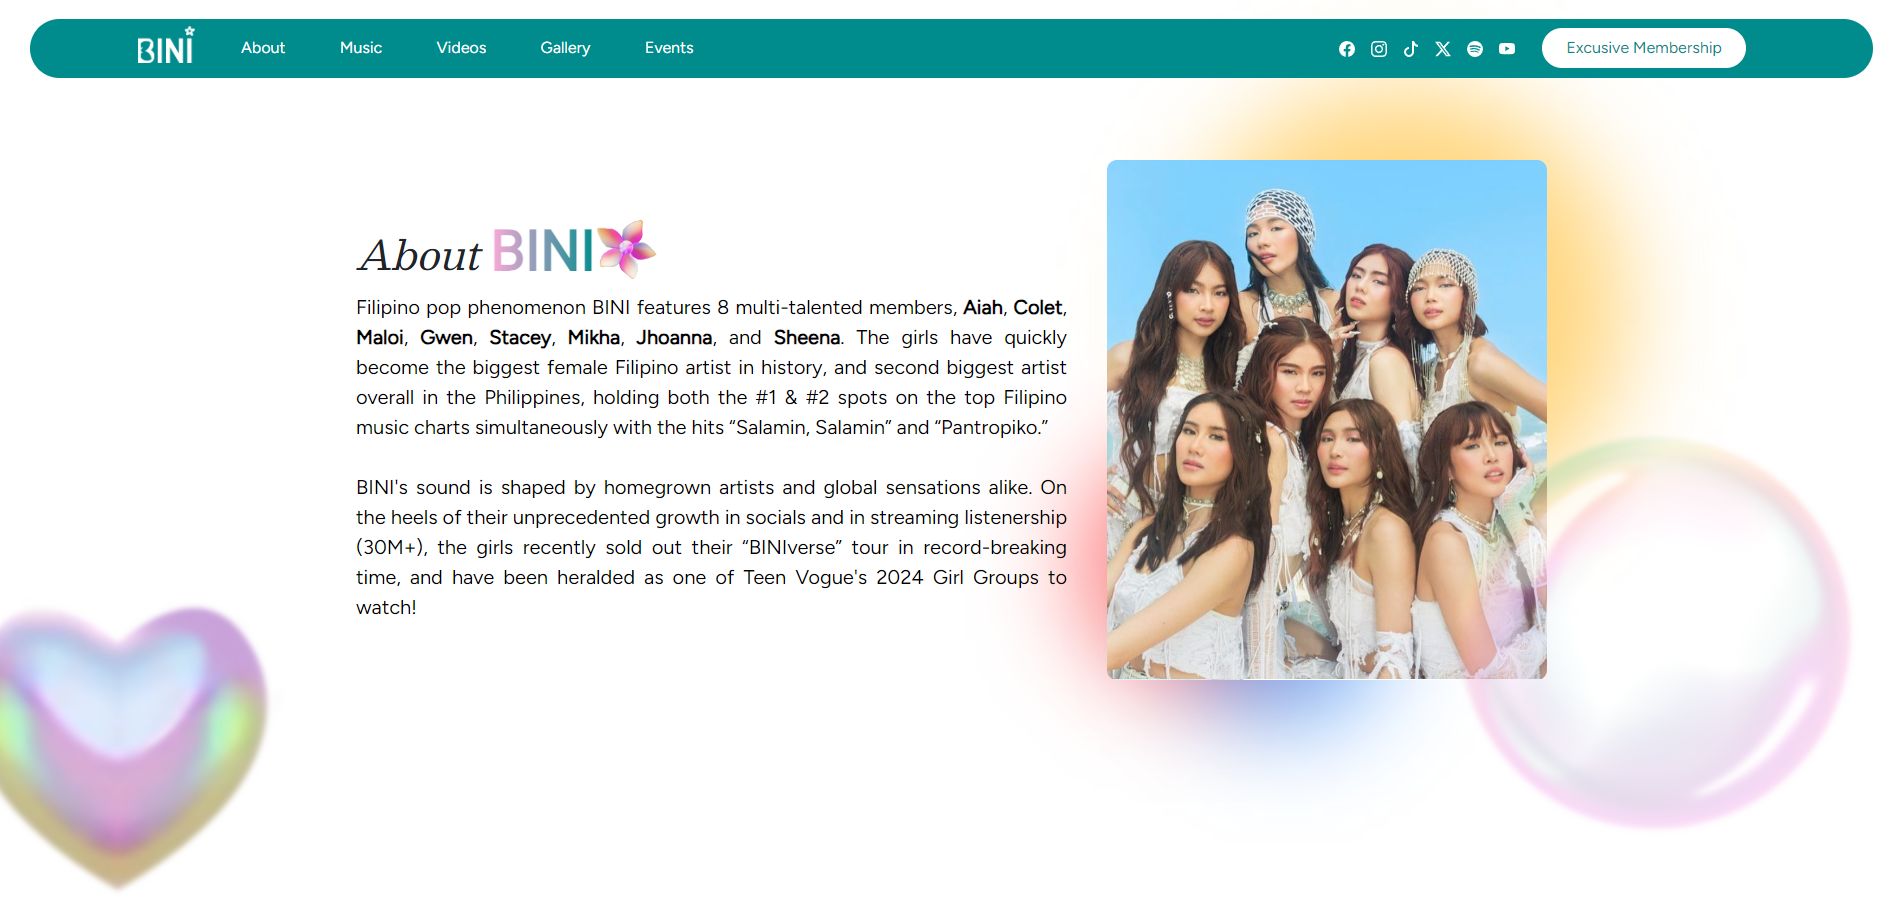 BINI
About
Music
Videos
Gallery
Events
Excusive Membership
About BINI
Filipino pop phenomenon BINI features 8 multi-talented members, Aiah, Colet,
Maloi, Gwen, Stacey, Mikha, Jhoanna, and Sheena. The girls have quickly
become the biggest female Filipino artist in history, and second biggest artist
overall in the Philippines, holding both the #1 & #2 spots on the top Filipino
music charts simultaneously with the hits “Salamin, Salamin” and “Pantropiko.”
BINI's sound is shaped by homegrown artists and global sensations alike. On
the heels of their unprecedented growth in socials and in streaming listenership
(30M+), the girls recently sold out their “BINIverse” tour in record-breaking
time, and have been heralded as one of Teen Vogue's 2024 Girl Groups to
watch!